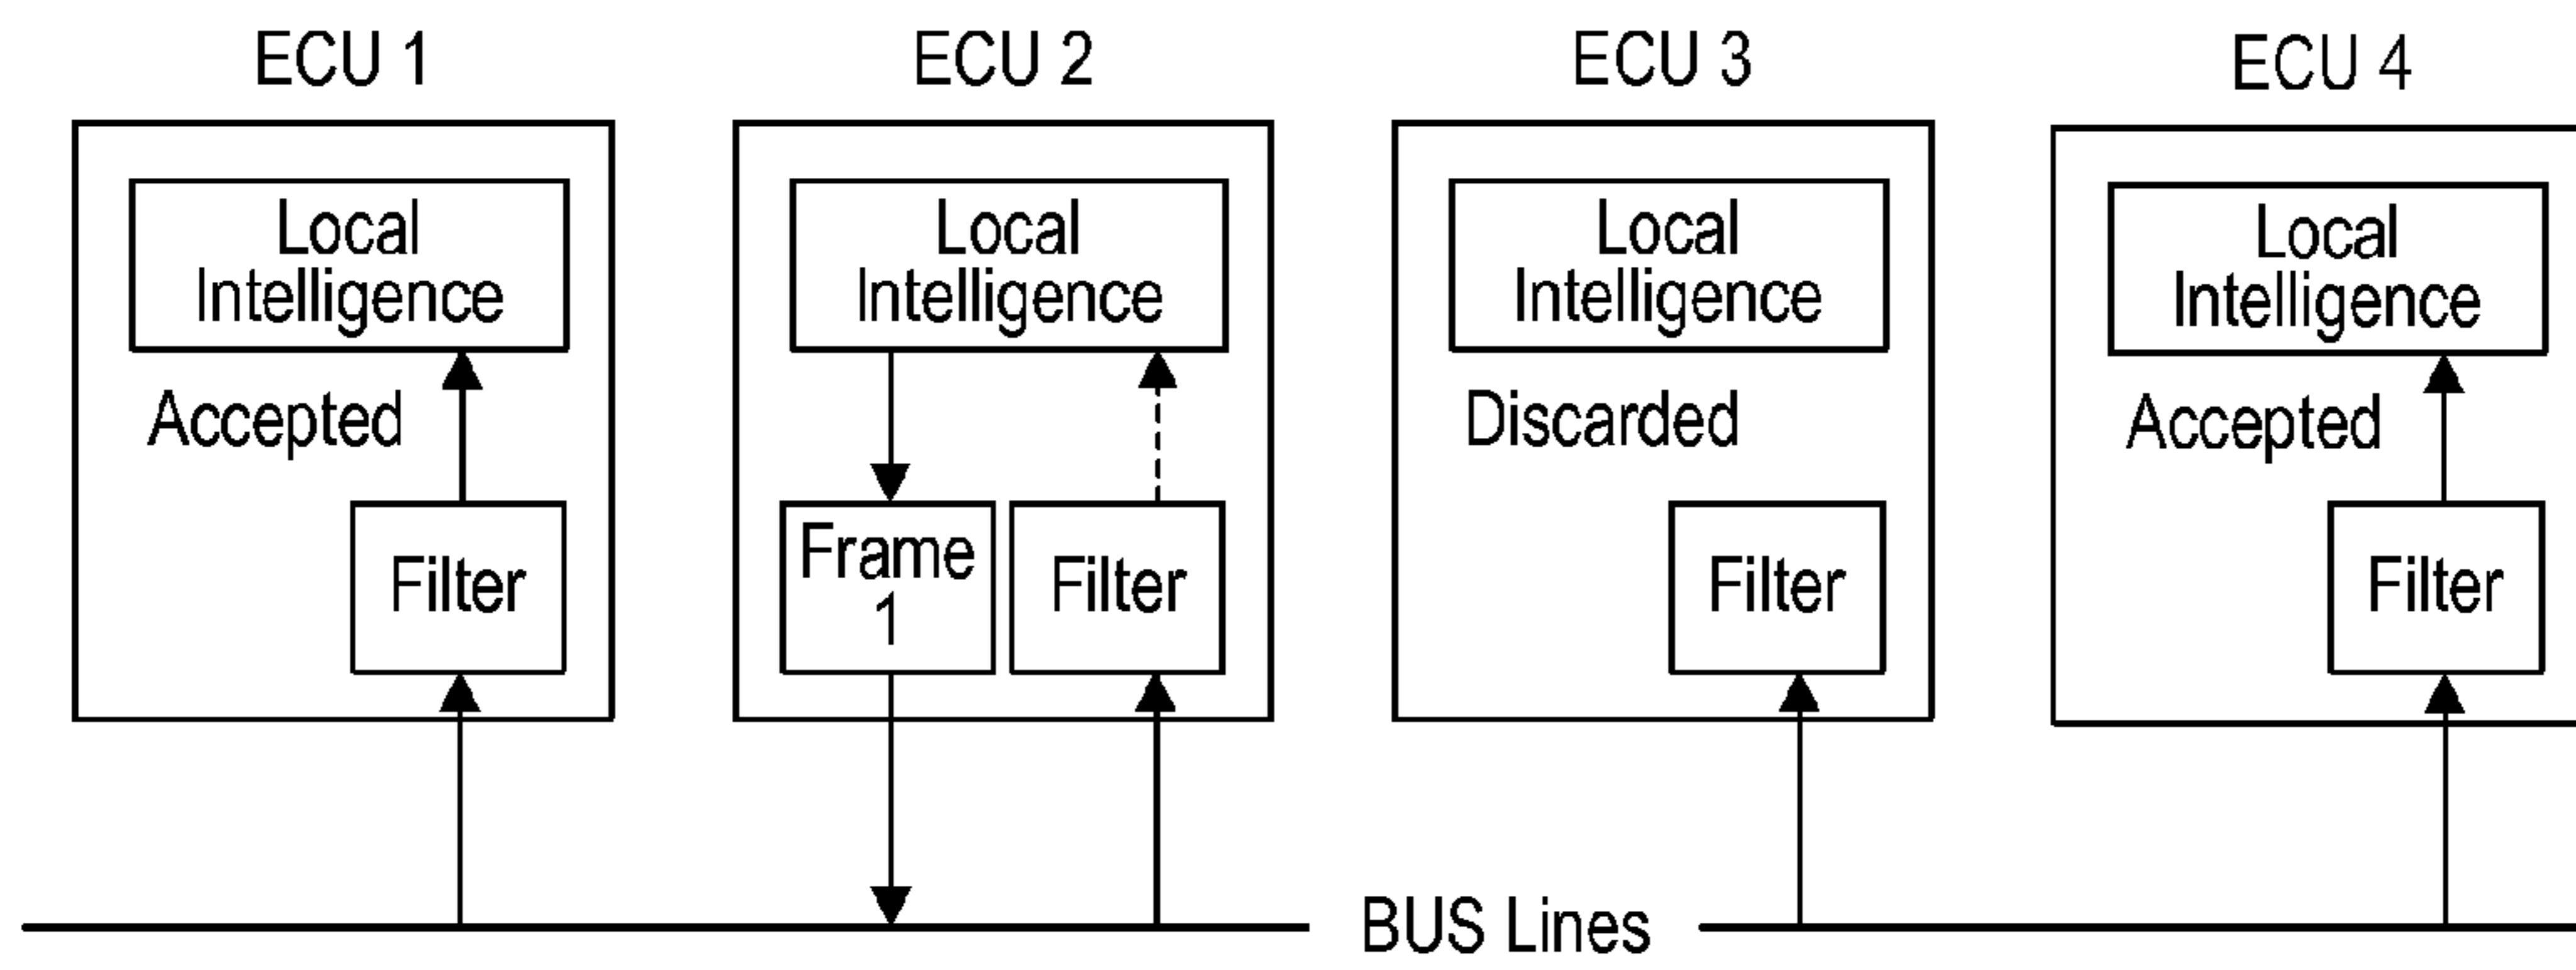 ECU 1
ECU 2
ECU 3
ECU 4
Local
Intelligence
Local
Intelligence
Local
Intelligence
Local
Intelligence
Accepted
Discarded
Accepted
Filter
Frame
1
Filter
Filter
Filter
BUS Lines